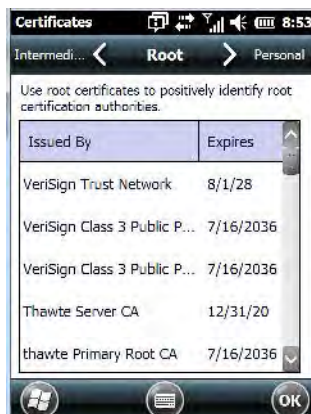 Certificates 8:53
Intermedi... Root Personal
Use root certificates to positively identify root
certification authorities.
Issued By Expires
VeriSign Trust Network 8/1/28
VeriSign Class 3 Public P... 7/16/2036
VeriSign Class 3 Public P... 7/16/2036
Thawte Server CA 12/31/20
thawte Primary Root CA 7/16/2036
OK